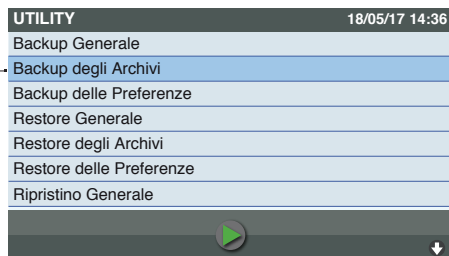 UTILITY 18/05/17 14:36
Backup Generale
Backup degli Archivi
Backup delle Preferenze
Restore Generale
Restore degli Archivi
Restore delle Preferenze
Ripristino Generale